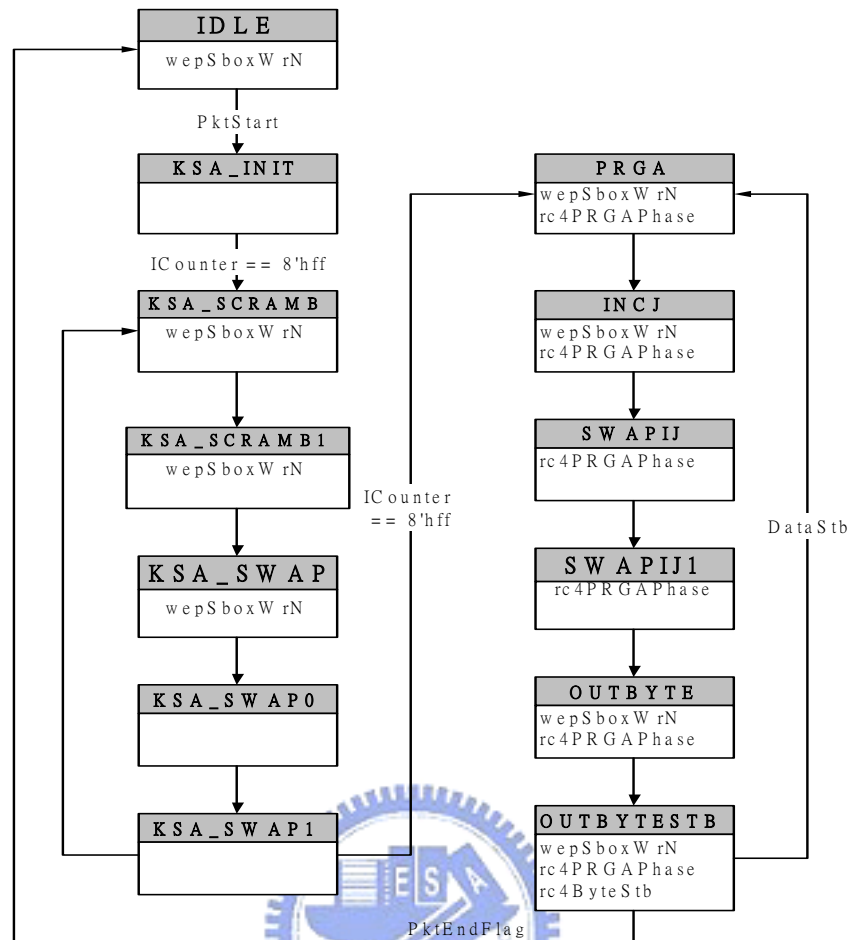 IDLE
wepSboxWrN
PktStart
KSA_INIT
ICounter == 8'hff
KSA_SCRAMB
wepSboxWrN
KSA_SCRAMB1
wepSboxWrN
KSA_SWAP
wepSboxWrN
KSA_SWAP0
KSA_SWAP1
ICounter
== 8'hff
PRGA
wepSboxWrN
rc4PRGAPhase
INCJ
wepSboxWrN
rc4PRGAPhase
SWAPIJ
rc4PRGAPhase
SWAPIJ1
rc4PRGAPhase
OUTBYTE
wepSboxWrN
rc4PRGAPhase
OUTBYTESTB
wepSboxWrN
rc4PRGAPhase
rc4ByteStb
DataStb
PktEndFlag
ESA